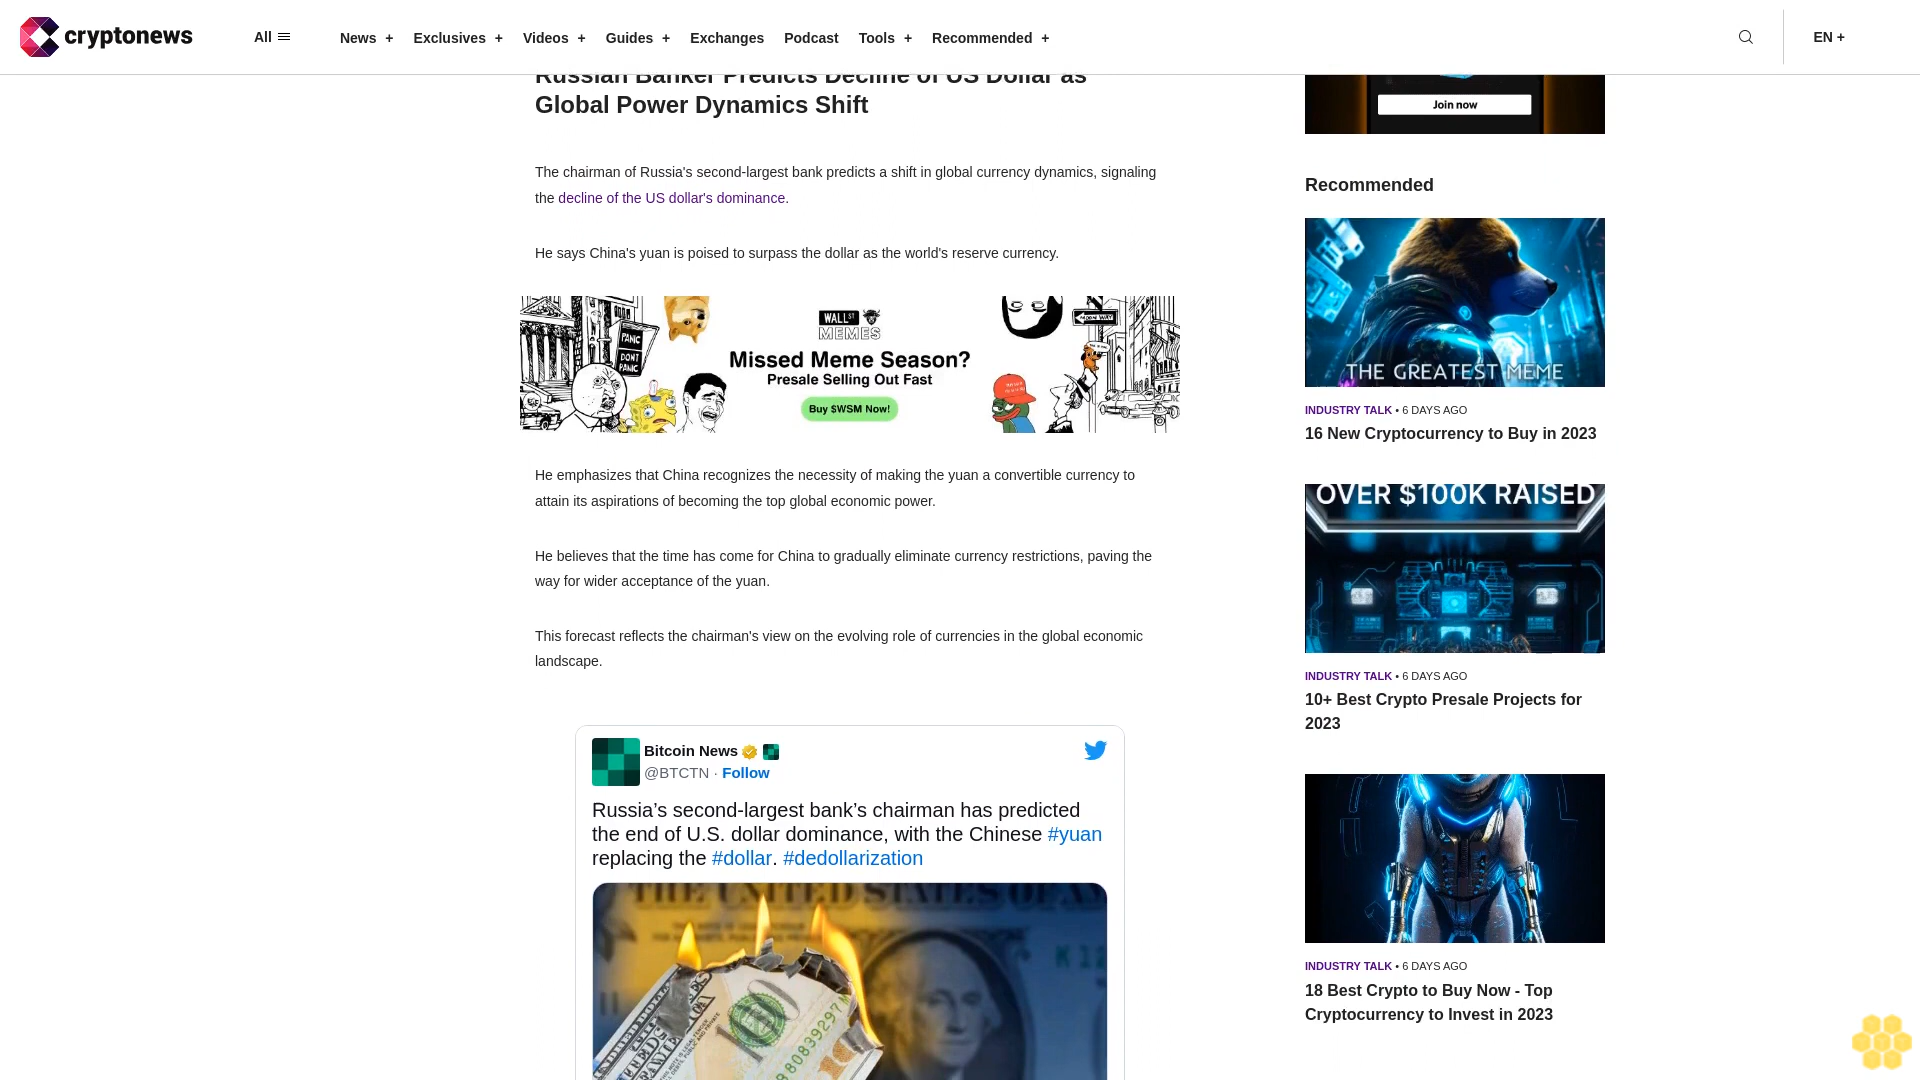 cryptonews
All
News + Exclusives + Videos + Guides + Exchanges Podcast Tools + Recommended +
EN +
Russian Banker Predicts Decline of US Dollar as
Global Power Dynamics Shift
The chairman of Russia's second-largest bank predicts a shift in global currency dynamics, signaling
the decline of the US dollar's dominance.
He says China's yuan is poised to surpass the dollar as the world's reserve currency.
PANIC
DONT
PANIC
WALL ST
MEMES
Missed Meme Season?
Presale Selling Out Fast
Buy $WSM Now!
He emphasizes that China recognizes the necessity of making the yuan a convertible currency to
attain its aspirations of becoming the top global economic power.
He believes that the time has come for China to gradually eliminate currency restrictions, paving the
way for wider acceptance of the yuan.
This forecast reflects the chairman's view on the evolving role of currencies in the global economic
landscape.
Bitcoin News
@BTCTN · Follow
Russia’s second-largest bank’s chairman has predicted
the end of U.S. dollar dominance, with the Chinese #yuan
replacing the #dollar. #dedollarization
THE UNITED STATES OF
10
Join now
Recommended
THE GREATEST MEME
INDUSTRY TALK • 6 DAYS AGO
16 New Cryptocurrency to Buy in 2023
OVER $100K RAISED
INDUSTRY TALK • 6 DAYS AGO
10+ Best Crypto Presale Projects for
2023
INDUSTRY TALK • 6 DAYS AGO
18 Best Crypto to Buy Now - Top
Cryptocurrency to Invest in 2023